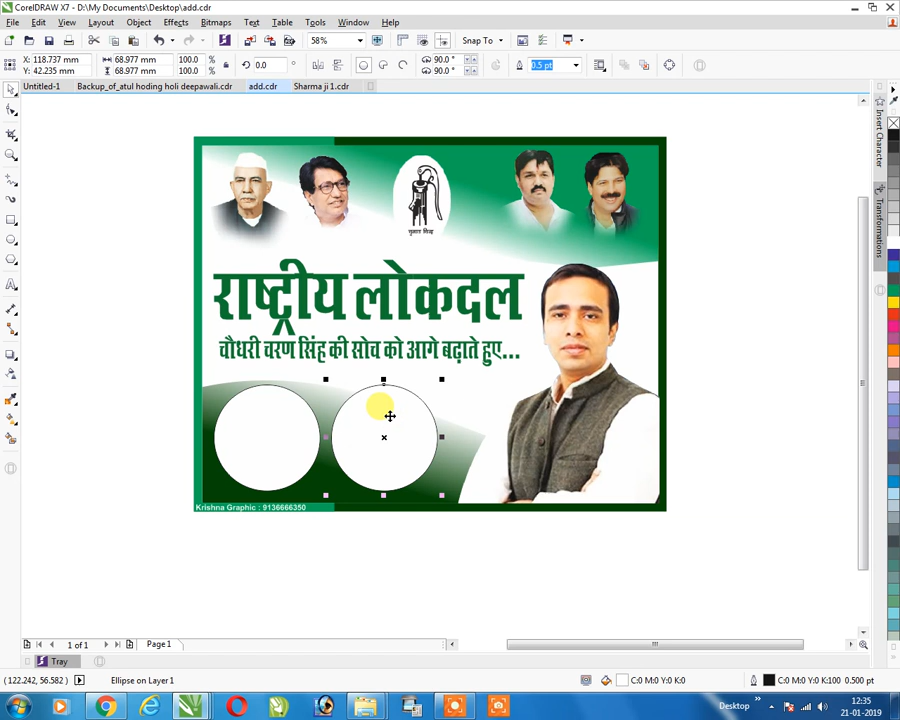 CorelDRAW X7 - D:\My Documents\Desktop\add.cdr
File Edit View Layout Object Effects Bitmaps Text Table Tools Window Help
58% Snap To
X: 118.737 mm 68.977 mm 100.0 % 0.0 90.0 ° 0.5 pt
Y: 42.235 mm 68.977 mm 100.0 % 90.0 °
Untitled-1 Backup_of_atul hoding holi deepawali.cdr add.cdr Sharma ji 1.cdr
Insert Character
Transformations
चुनाव चिन्ह
राष्ट्रीय लोकदल
चौधरी चरण सिंह की सोच को आगे बढ़ाते हुए...
Krishna Graphic : 9136666350
1 of 1 Page 1
Tray
(122.242, 56.582) Ellipse on Layer 1 C:0 M:0 Y:0 K:0 C:0 M:0 Y:0 K:100 0.500 pt
Desktop 12:35
21-01-2019